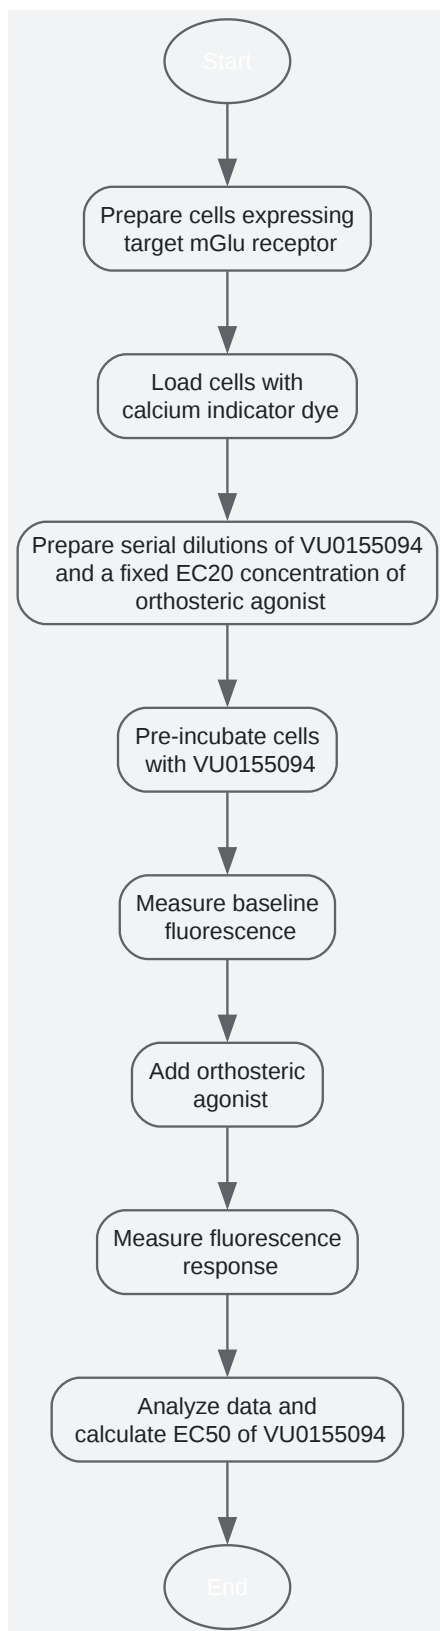 Start
Prepare cells expressing
target mGlu receptor
Load cells with
calcium indicator dye
Prepare serial dilutions of VU0155094
and a fixed EC20 concentration of
orthosteric agonist
Pre-incubate cells
with VU0155094
Measure baseline
fluorescence
Add orthosteric
agonist
Measure fluorescence
response
Analyze data and
calculate EC50 of VU0155094
End